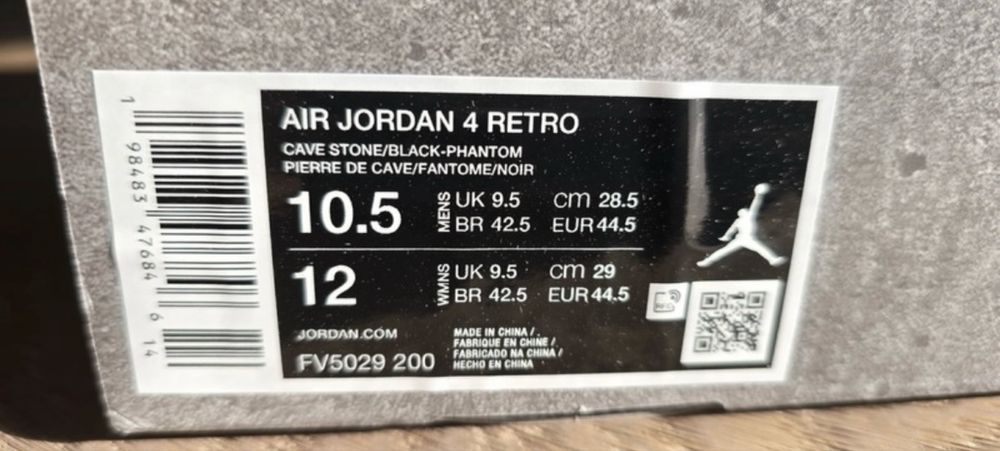 1 98483 47684 6 14
AIR JORDAN 4 RETRO
CAVE STONE/BLACK-PHANTOM
PIERRE DE CAVE/FANTOME/NOIR
10.5 MENS UK 9.5 cm 28.5
BR 42.5 EUR 44.5
12 WMNS UK 9.5 cm 29
BR 42.5 EUR 44.5
JORDAN.COM
FV5029 200
MADE IN CHINA /
FABRIQUE EN CHINE /
FABRICADO NA CHINA /
HECHO EN CHINA
RFID